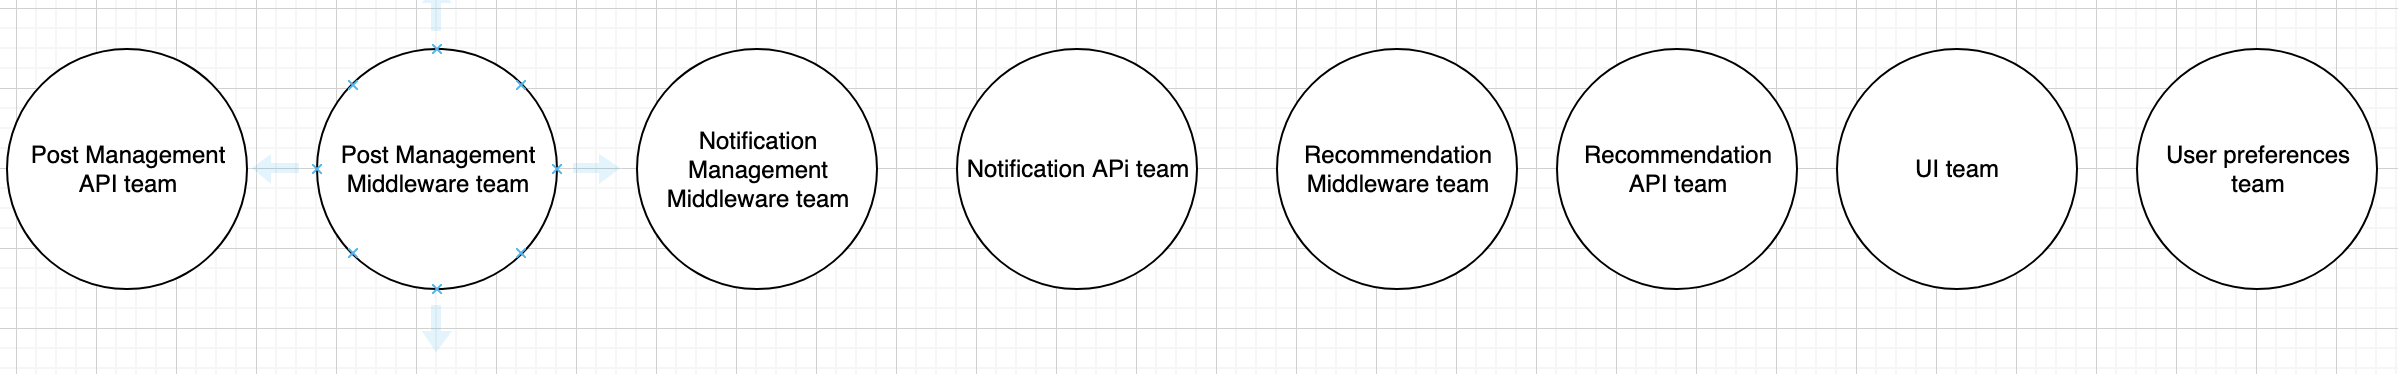 Post Management
API team
Post Management
Middleware team
Notification
Management
Middleware team
Notification APi team
Recommendation
Middleware team
Recommendation
API team
UI team
User preferences
team